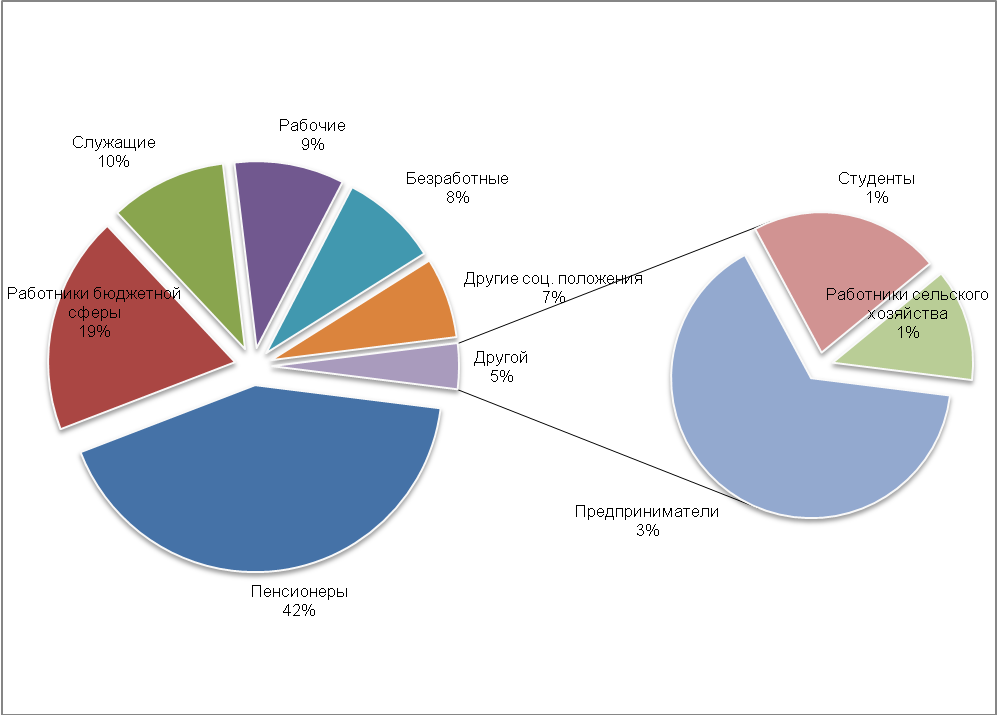 Рабочие
9%
Служащие
10%
Безработные
8%
Студенты
1%
Другие соц. положения
7%
Работники бюджетной
сферы
19%
Работники сельского
хозяйства
1%
Другой
5%
Предприниматели
3%
Пенсионеры
42%